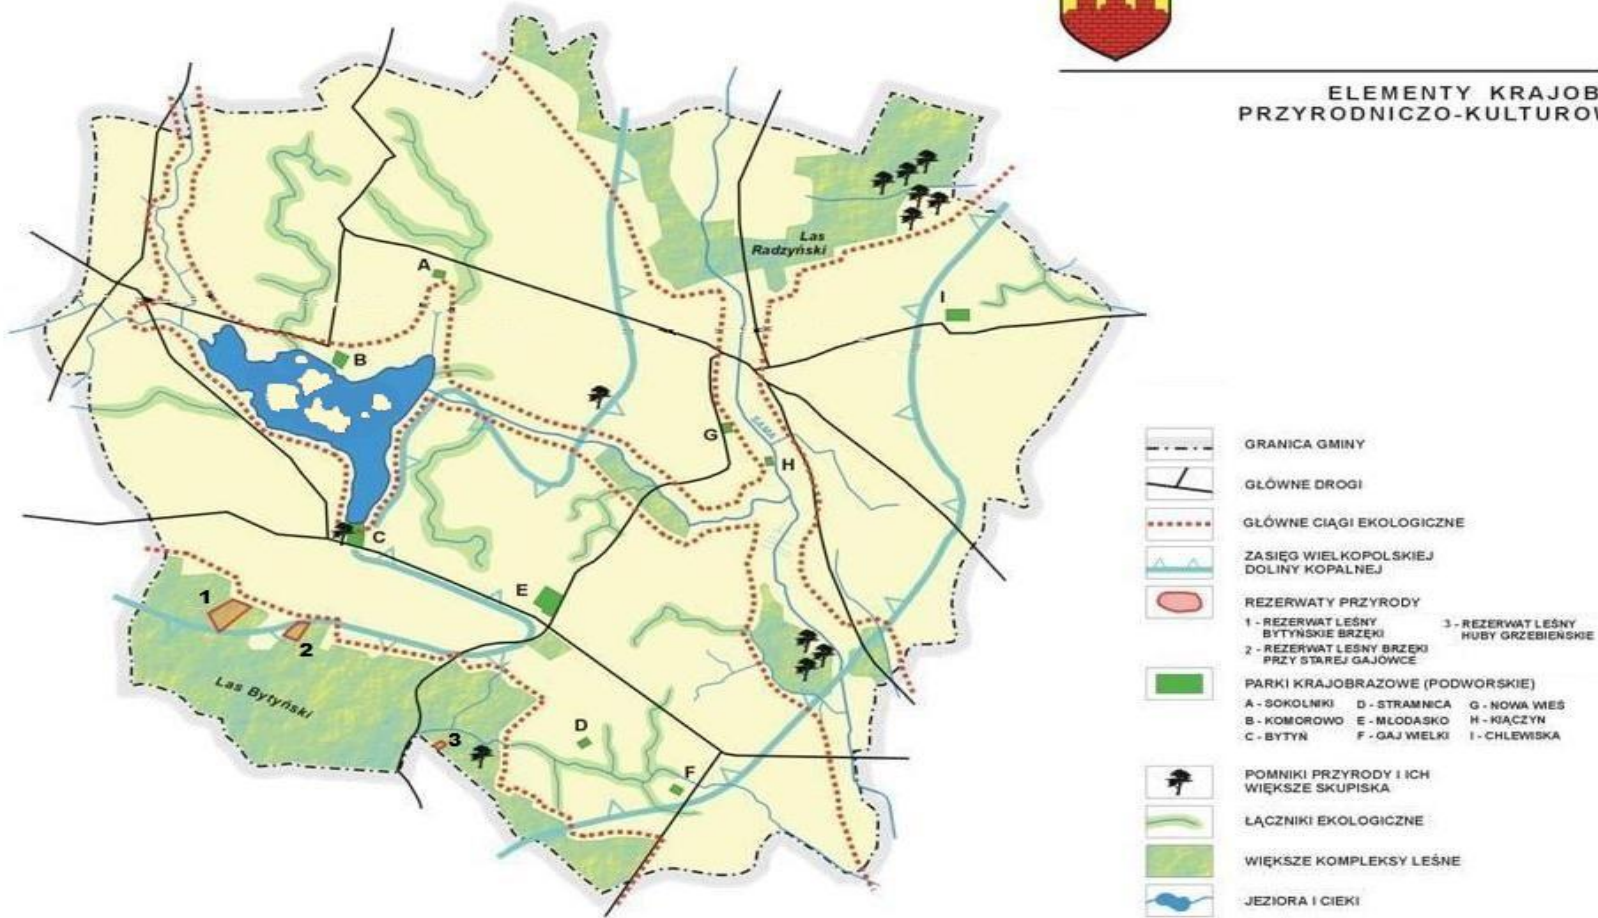 ELEMENTY KRAJOB
PRZYRODNICZO-KULTUROW
Las
Radzyński
A
I
B
SAMA
G
H
C
E
1
2
Las Bytyński
3
D
F
GRANICA GMINY
GŁÓWNE DROGI
GŁÓWNE CIĄGI EKOLOGICZNE
ZASIĘG WIELKOPOLSKIEJ
DOLINY KOPALNEJ
REZERWATY PRZYRODY
1 - REZERWAT LEŚNY
BYTYŃSKIE BRZĘKI
2 - REZERWAT LEŚNY BRZĘKI
PRZY STAREJ GAJÓWCE
3 - REZERWAT LEŚNY
HUBY GRZEBIEŃSKIE
PARKI KRAJOBRAZOWE (PODWORSKIE)
A - SOKOLNIKI D - STRAMNICA G - NOWA WIEŚ
B - KOMOROWO E - MŁODASKO H - KIĄCZYN
C - BYTYŃ F - GAJ WIELKI I - CHLEWISKA
POMNIKI PRZYRODY I ICH
WIĘKSZE SKUPISKA
ŁĄCZNIKI EKOLOGICZNE
WIĘKSZE KOMPLEKSY LEŚNE
JEZIORA I CIEKI